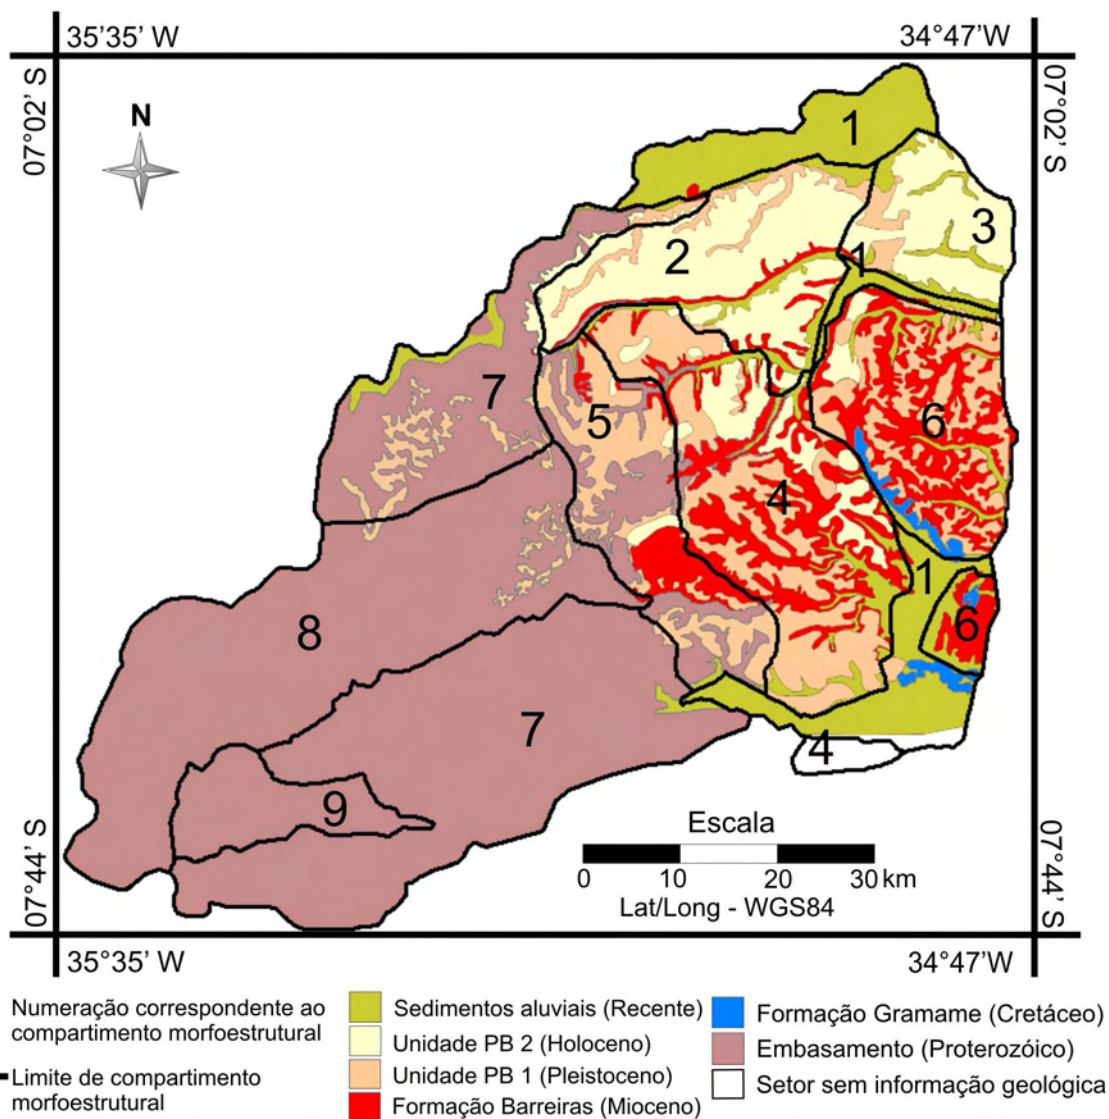 35'35' W
34°47'W
07°02' S
07°02' S
N
1
3
2
1
7
5
6
4
1
8
6
7
4
9
Escala
0 10 20 30 km
Lat/Long - WGS84
07°44' S
07°44' S
35°35' W
34°47'W
Numeração correspondente ao
compartimento morfoestrutural
Limite de compartimento
morfoestrutural
Sedimentos aluviais (Recente)
Unidade PB 2 (Holoceno)
Unidade PB 1 (Pleistoceno)
Formação Barreiras (Mioceno)
Formação Gramame (Cretáceo)
Embasamento (Proterozóico)
Setor sem informação geológica